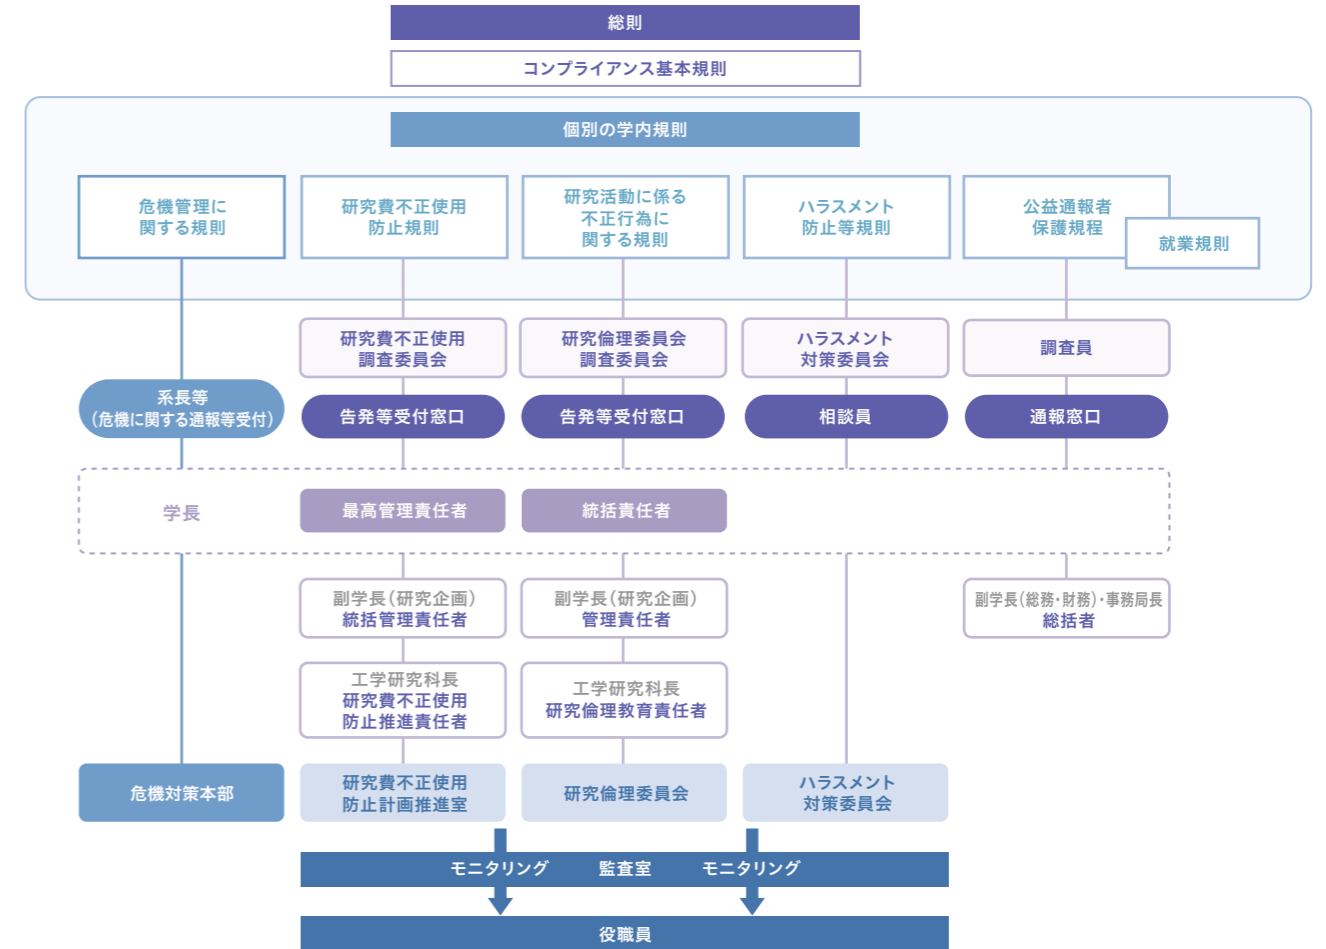 総則
コンプライアンス基本規則
個別の学内規則
危機管理に
関する規則
研究費不正使用
防止規則
研究活動に係る
不正行為に
関する規則
ハラスメント
防止等規則
公益通報者
保護規程
就業規則
研究費不正使用
調査委員会
研究倫理委員会
調査委員会
ハラスメント
対策委員会
調査員
系長等
（危機に関する通報等受付）
告発等受付窓口
告発等受付窓口
相談員
通報窓口
学長
最高管理責任者
統括責任者
副学長（研究企画）
統括管理責任者
副学長（研究企画）
管理責任者
副学長（総務・財務）・事務局長
総括者
工学研究科長
研究費不正使用
防止推進責任者
工学研究科長
研究倫理教育責任者
危機対策本部
研究費不正使用
防止計画推進室
研究倫理委員会
ハラスメント
対策委員会
モニタリング
監査室
モニタリング
役職員